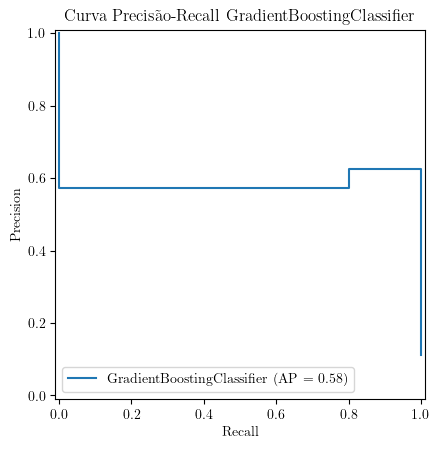 Curva Precisão-Recall GradientBoostingClassifier
1.0
0.8
0.6
0.4
0.2
0.0
Precision
GradientBoostingClassifier (AP = 0.58)
0.0 0.2 0.4 0.6 0.8 1.0
Recall